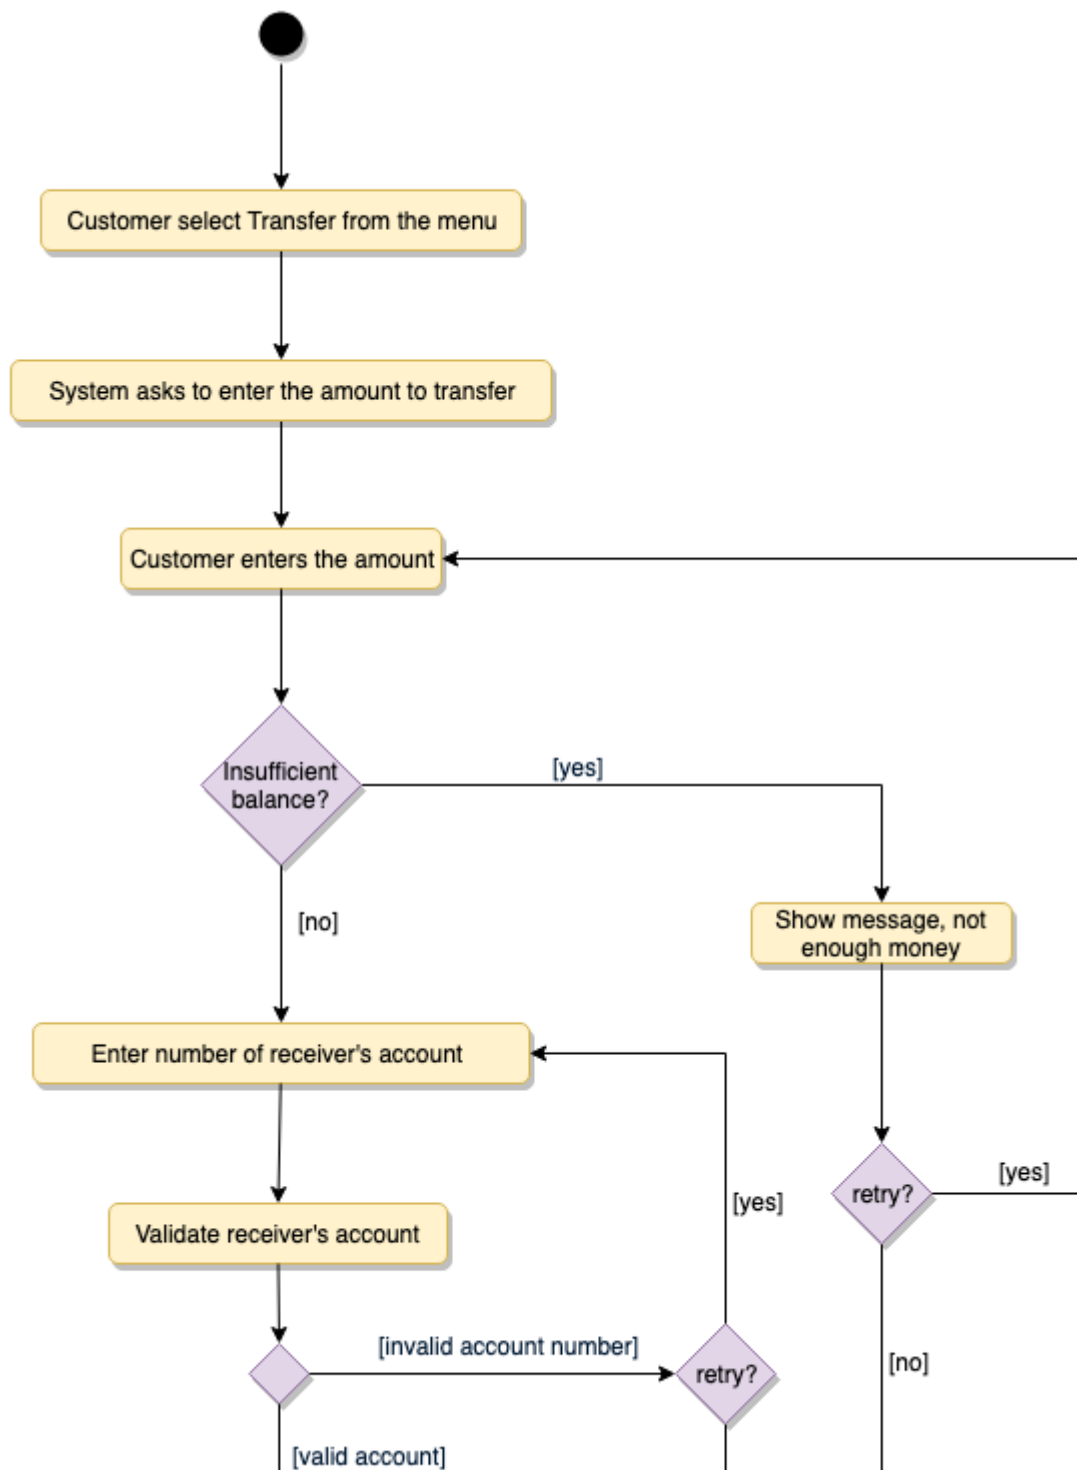 Customer select Transfer from the menu
System asks to enter the amount to transfer
Customer enters the amount
Insufficient
balance?
[yes]
[no]
Show message, not
enough money
Enter number of receiver's account
[yes]
retry?
[yes]
Validate receiver's account
[invalid account number]
retry?
[no]
[valid account]